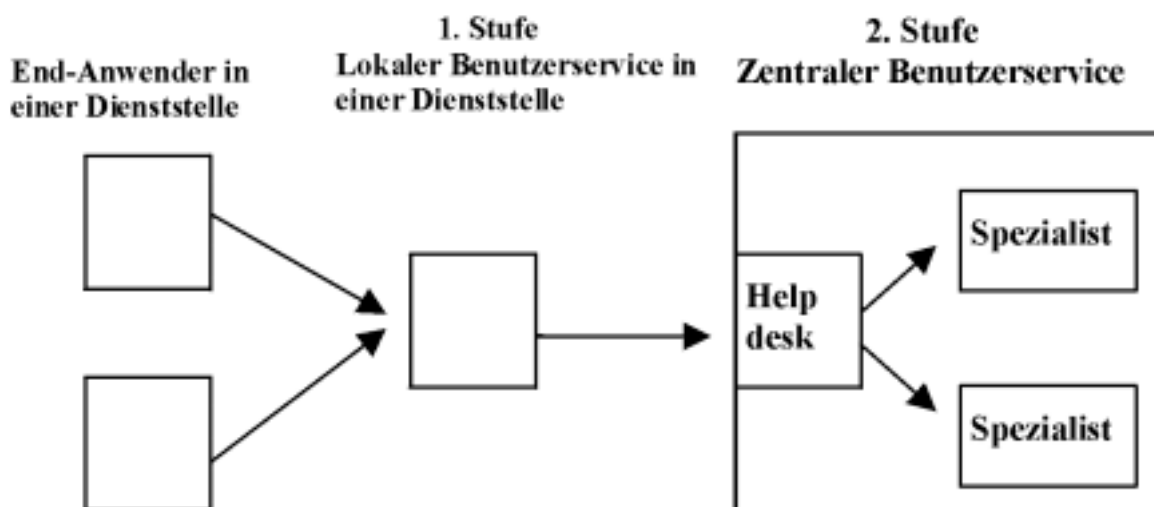 End-Anwender in
einer Dienststelle
1. Stufe
Lokaler Benutzerservice in
einer Dienststelle
2. Stufe
Zentraler Benutzerservice
Help
desk
Spezialist
Spezialist